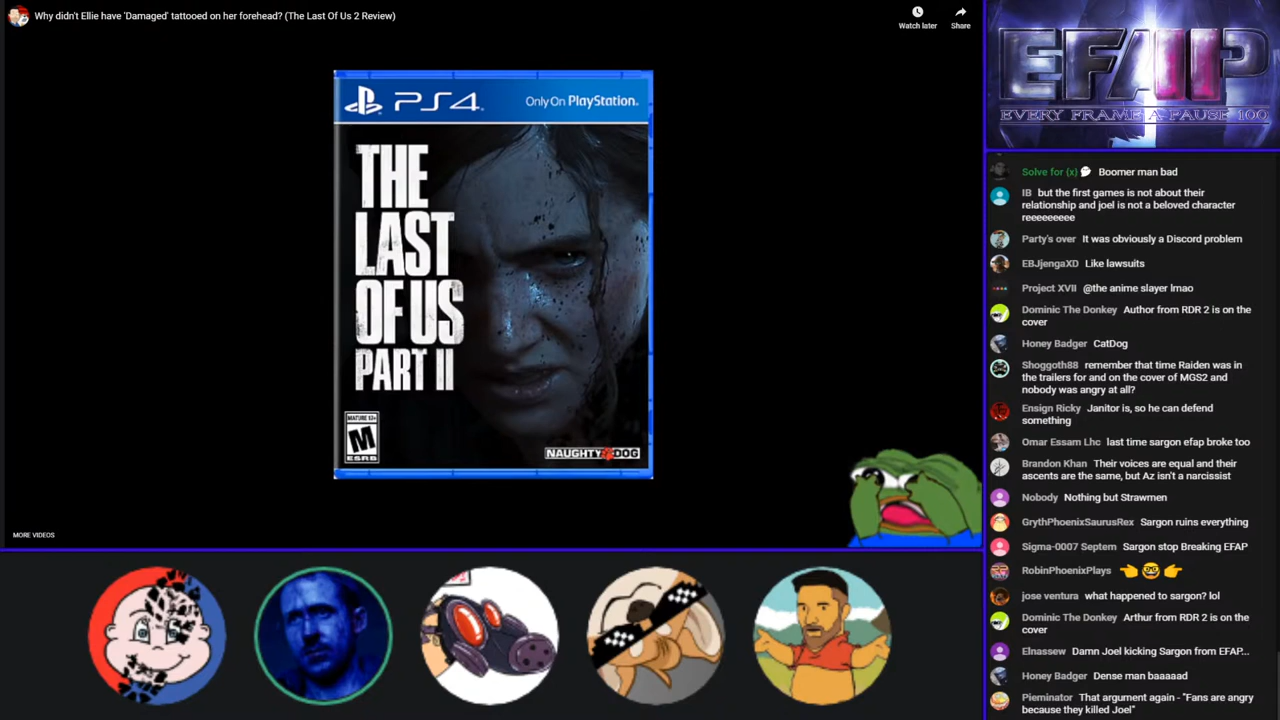 Why didn't Ellie have 'Damaged' tattooed on her forehead? (The Last Of Us 2 Review)
Watch later
Share
PS4
Only On PlayStation.
THE
LAST
OF US
PART II
MATURE 17+
M
ESRB
NAUGHTY DOG
MORE VIDEOS
EFAP
EVERY FRAME A PAUSE 100
Solve for (x) Boomer man bad
IB but the first games is not about their
relationship and joel is not a beloved character
reeeeeeeee
Party's over It was obviously a Discord problem
EBJjengaXD Like lawsuits
Project XVII @the anime slayer lmao
Dominic The Donkey Author from RDR 2 is on the
cover
Honey Badger CatDog
Shoggoth88 remember that time Raiden was in
the trailers for and on the cover of MGS2 and
nobody was angry at all?
Ensign Ricky Janitor is, so he can defend
something
Omar Essam Lhc last time sargon efap broke too
Brandon Khan Their voices are equal and their
ascents are the same, but Az isn't a narcissist
Nobody Nothing but Strawmen
GrythPhoenixSaurusRex Sargon ruins everything
Sigma-0007 Septem Sargon stop Breaking EFAP
RobinPhoenixPlays 👈🤓👉
jose ventura what happened to sargon? lol
Dominic The Donkey Arthur from RDR 2 is on the
cover
Elnassew Damn Joel kicking Sargon from EFAP...
Honey Badger Dense man baaaaad
Pieminator That argument again - "Fans are angry
because they killed Joel"